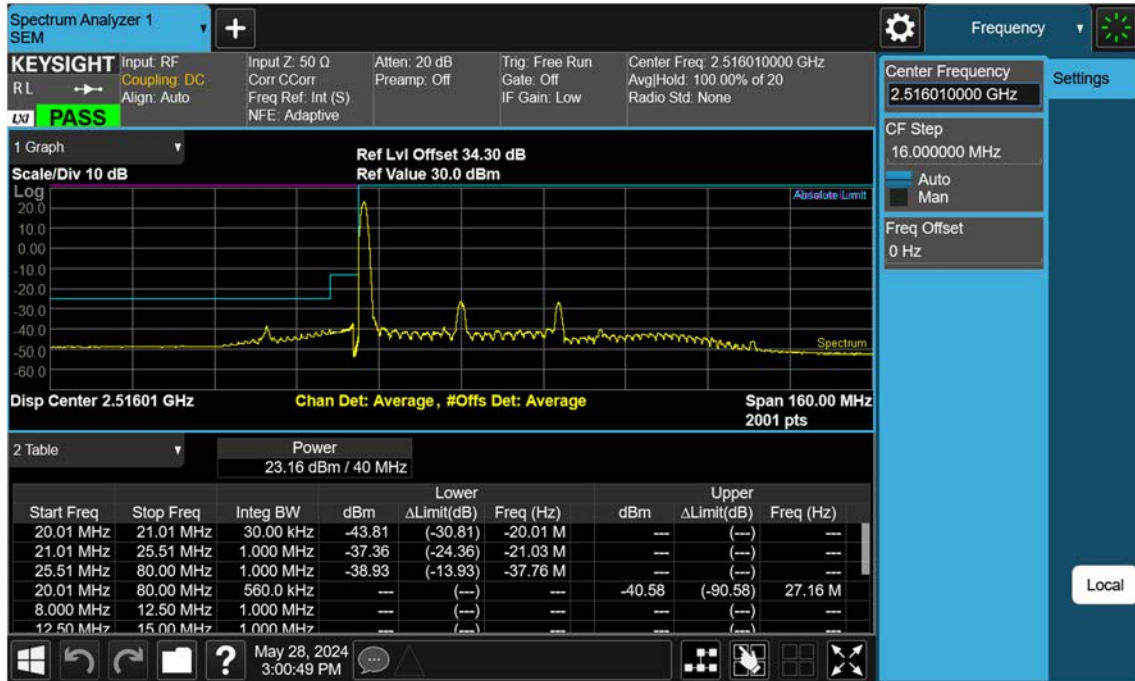 Spectrum Analyzer 1
SEM
Frequency
KEYSIGHT
RL
LXI PASS
Input: RF
Coupling: DC
Align: Auto
Input Z: 50 Ω
Corr CCorr
Freq Ref: Int (S)
NFE: Adaptive
Atten: 20 dB
Preamp: Off
Trig: Free Run
Gate: Off
IF Gain: Low
Center Freq: 2.516010000 GHz
Avg|Hold: 100.00% of 20
Radio Std: None
Center Frequency
2.516010000 GHz
Settings
CF Step
16.000000 MHz
Auto
Man
Freq Offset
0 Hz
1 Graph
Scale/Div 10 dB
Ref Lvl Offset 34.30 dB
Ref Value 30.0 dBm
Log
20.0
10.0
0.00
-10.0
-20.0
-30.0
-40.0
-50.0
-60.0
Limit
Spectrum
Disp Center 2.51601 GHz
Chan Det: Average, #Offs Det: Average
Span 160.00 MHz
2001 pts
2 Table
Power
23.16 dBm / 40 MHz
Lower Upper
Start Freq Stop Freq Integ BW dBm ΔLimit(dB) Freq (Hz) dBm ΔLimit(dB) Freq (Hz)
20.01 MHz 21.01 MHz 30.00 kHz -43.81 (-30.81) -20.01 M --- (---) ---
21.01 MHz 25.51 MHz 1.000 MHz -37.36 (-24.36) -21.03 M --- (---) ---
25.51 MHz 80.00 MHz 1.000 MHz -38.93 (-13.93) -37.76 M --- (---) ---
20.01 MHz 80.00 MHz 560.0 kHz --- (---) --- -40.58 (-90.58) 27.16 M
8.000 MHz 12.50 MHz 1.000 MHz --- (---) --- --- (---) ---
12.50 MHz 15.00 MHz 1.000 MHz --- (---) --- --- (---) ---
Local
?
May 28, 2024
3:00:49 PM